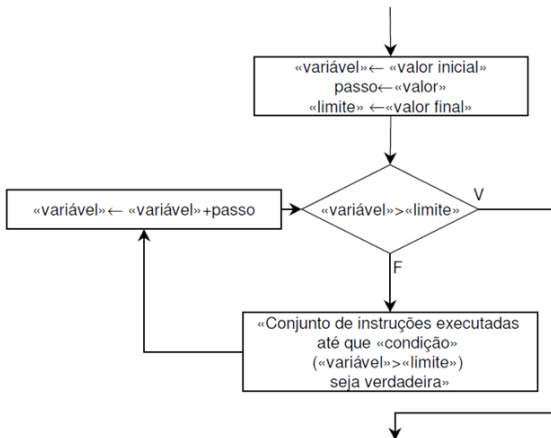 «variável»← «valor inicial»
passo←«valor»
«limite» ←«valor final»
«variável»← «variável»+passo
«variável»>«limite»
V
F
«Conjunto de instruções executadas
até que «condição»
(«variável»>«limite»)
seja verdadeira»